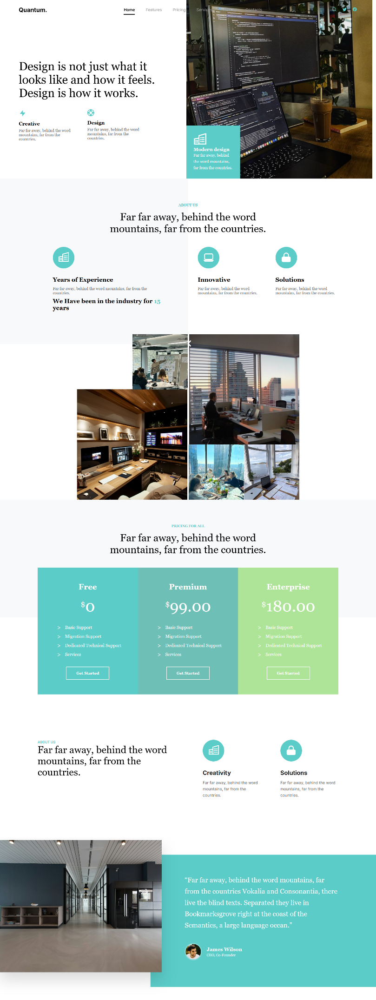 Quantum.
Home
Features
Pricing
Services
Contacts
Design is not just what it
looks like and how it feels.
Design is how it works.
Creative
Far far away, behind the word
mountains, far from the
countries.
Design
Far far away, behind the word
mountains, far from the
countries.
Modern design
Far far away, behind
the word mountains,
far from the countries.
ABOUT US
Far far away, behind the word
mountains, far from the countries.
Years of Experience
Far far away, behind the word mountains, far from the
countries.
We Have been in the industry for 15
years
Innovative
Far far away, behind the word
mountains, far from the countries.
Solutions
Far far away, behind the word
mountains, far from the countries.
PRICING FOR ALL
Far far away, behind the word
mountains, far from the countries.
Free
$0
> Basic Support
> Migration Support
> Dedicated Technical Support
> Services
Get Started
Premium
$99.00
> Basic Support
> Migration Support
> Dedicated Technical Support
> Services
Get Started
Enterprise
$180.00
> Basic Support
> Migration Support
> Dedicated Technical Support
> Services
Get Started
ABOUT US
Far far away, behind the word
mountains, far from the
countries.
Creativity
Far far away, behind the word
mountains, far from the
countries.
Solutions
Far far away, behind the word
mountains, far from the
countries.
“Far far away, behind the word mountains, far
from the countries Vokalia and Consonantia, there
live the blind texts. Separated they live in
Bookmarksgrove right at the coast of the
Semantics, a large language ocean.”
James Wilson
CEO, Co-Founder